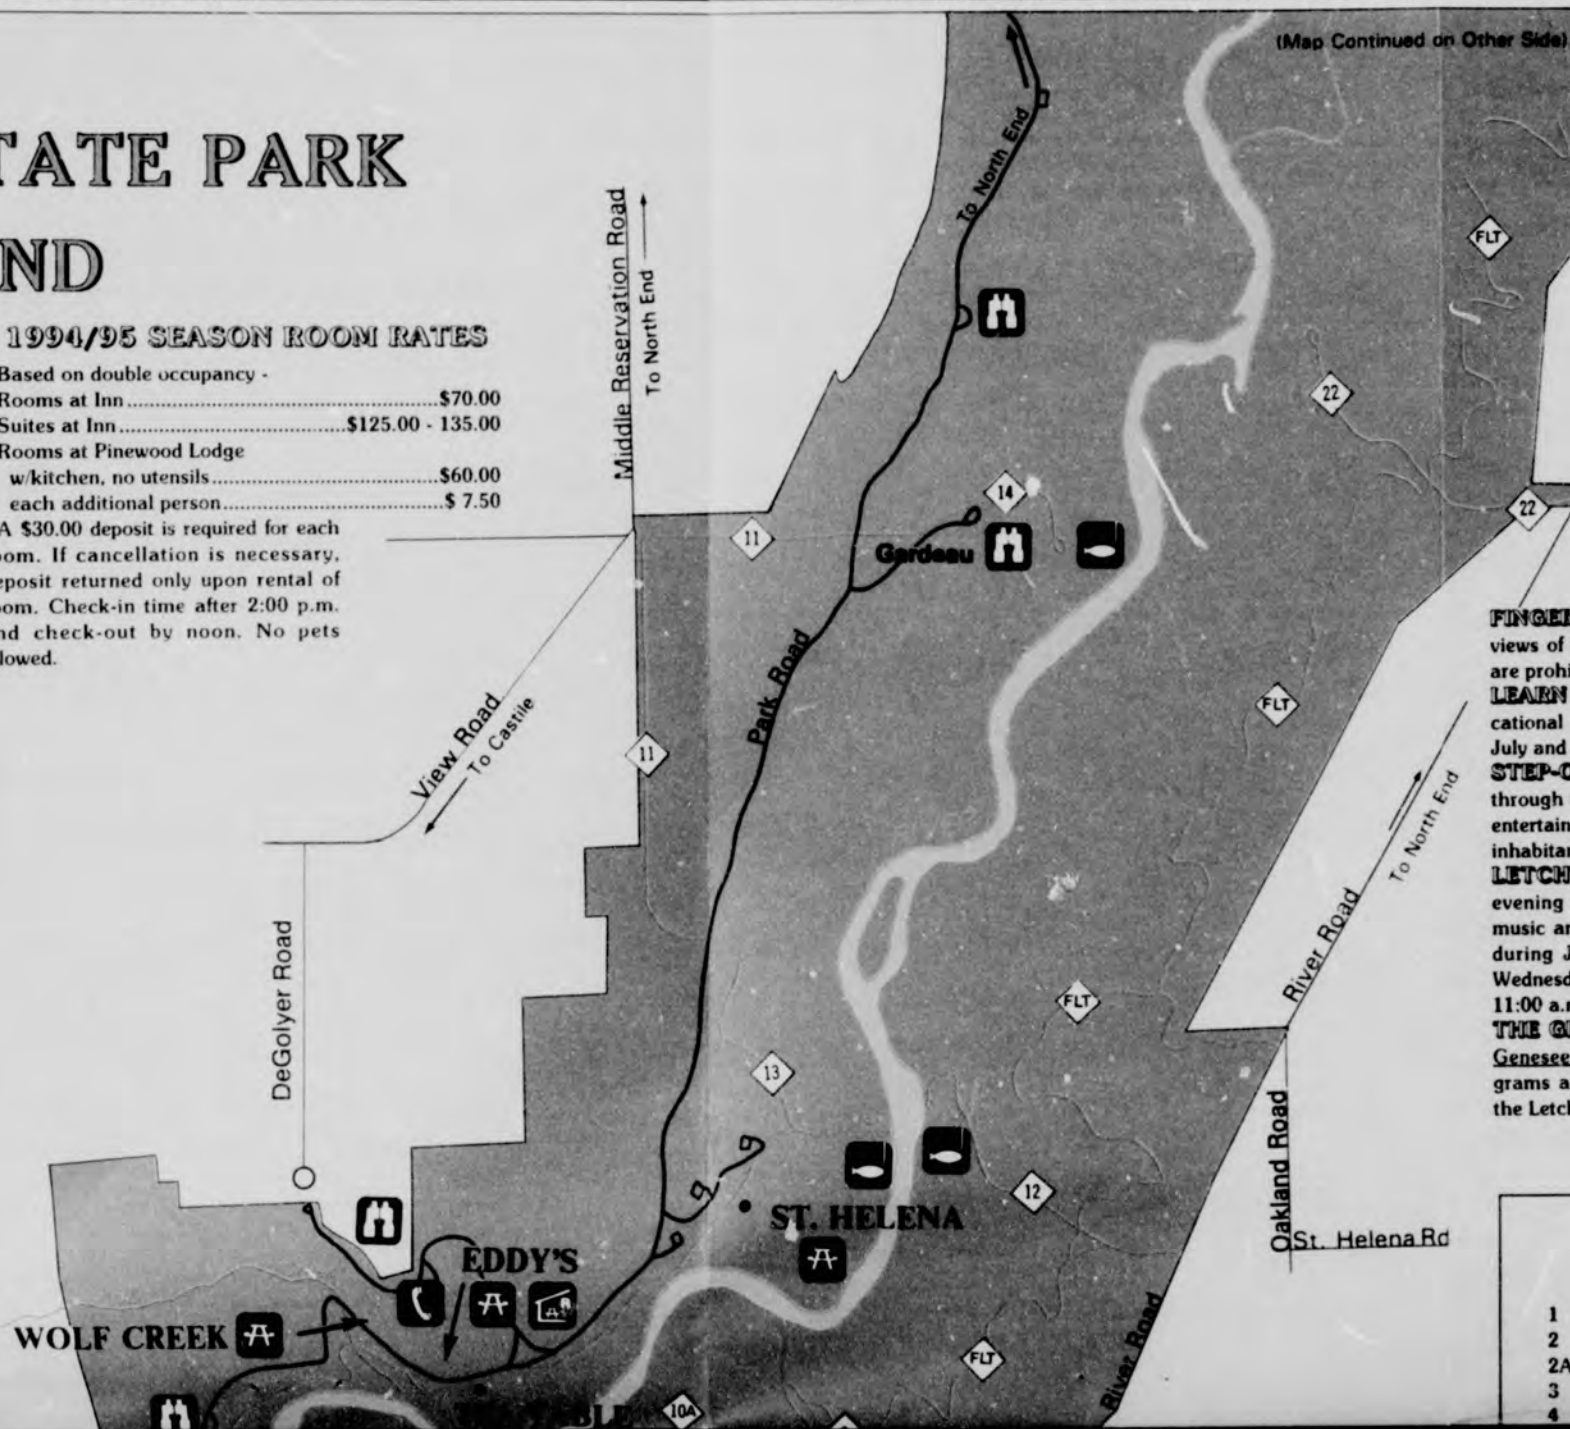 (Map Continued on Other Side)
TATE PARK
ND
1994/95 SEASON ROOM RATES
Based on double occupancy -
Rooms at Inn $70.00
Suites at Inn $125.00 - 135.00
Rooms at Pinewood Lodge
w/kitchen, no utensils $60.00
each additional person $ 7.50
A $30.00 deposit is required for each
oom. If cancellation is necessary,
eposit returned only upon rental of
oom. Check-in time after 2:00 p.m.
nd check-out by noon. No pets
lowed.
Middle Reservation Road
To North End
To North End
FLT
22
22
14
Gardeau
11
11
Park Road
View Road
To Castile
DeGolyer Road
FLT
FLT
13
12
River Road
To North End
Oakland Road
St. Helena Rd
River Road
ST. HELENA
EDDY'S
WOLF CREEK
FLT
10A
FINGER
views of
are prohi
LEARN
cational
July and
STEP-O
through
entertain
inhabitan
LETCH
evening
music an
during J
Wednesd
11:00 a.m
THE G
Genesee
grams a
the Letch
1
2
2A
3
4